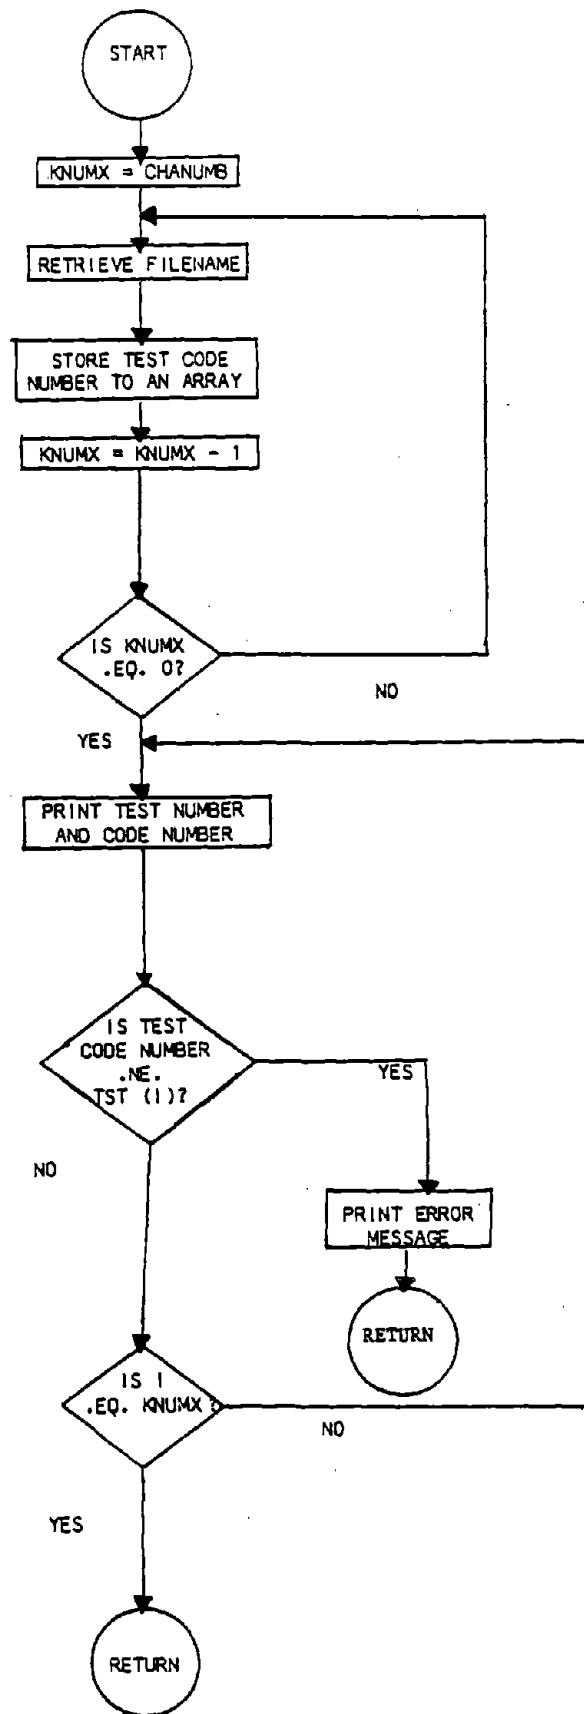 START
KNUMX = CHANUMB
RETRIEVE FILENAME
STORE TEST CODE
NUMBER TO AN ARRAY
KNUMX = KNUMX - 1
IS KNUMX
.EQ. 0?
NO
YES
PRINT TEST NUMBER
AND CODE NUMBER
IS TEST
CODE NUMBER
.NE.
TST (I)?
YES
NO
PRINT ERROR
MESSAGE
RETURN
IS I
.EQ. KNUMX ?
NO
YES
RETURN